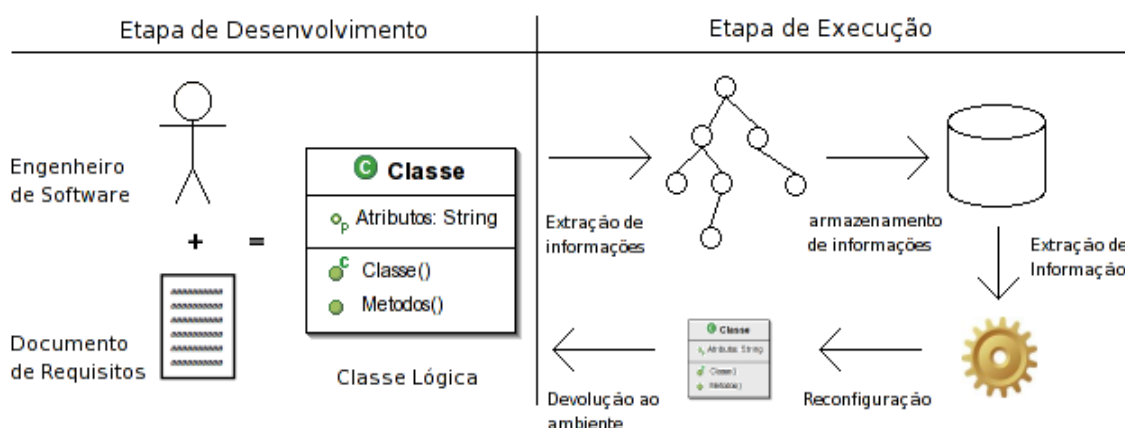 Etapa de Desenvolvimento
Etapa de Execução
Engenheiro
de Software
+
=
Documento
de Requisitos
C Classe
P Atributos: String
C Classe()
Metodos()
Classe Lógica
Extração de
informações
armazenamento
de informações
Extração de
Informação
C Classe
P Atributos: String
C Classe()
Metodos()
Reconfiguração
Devolução ao
ambiente